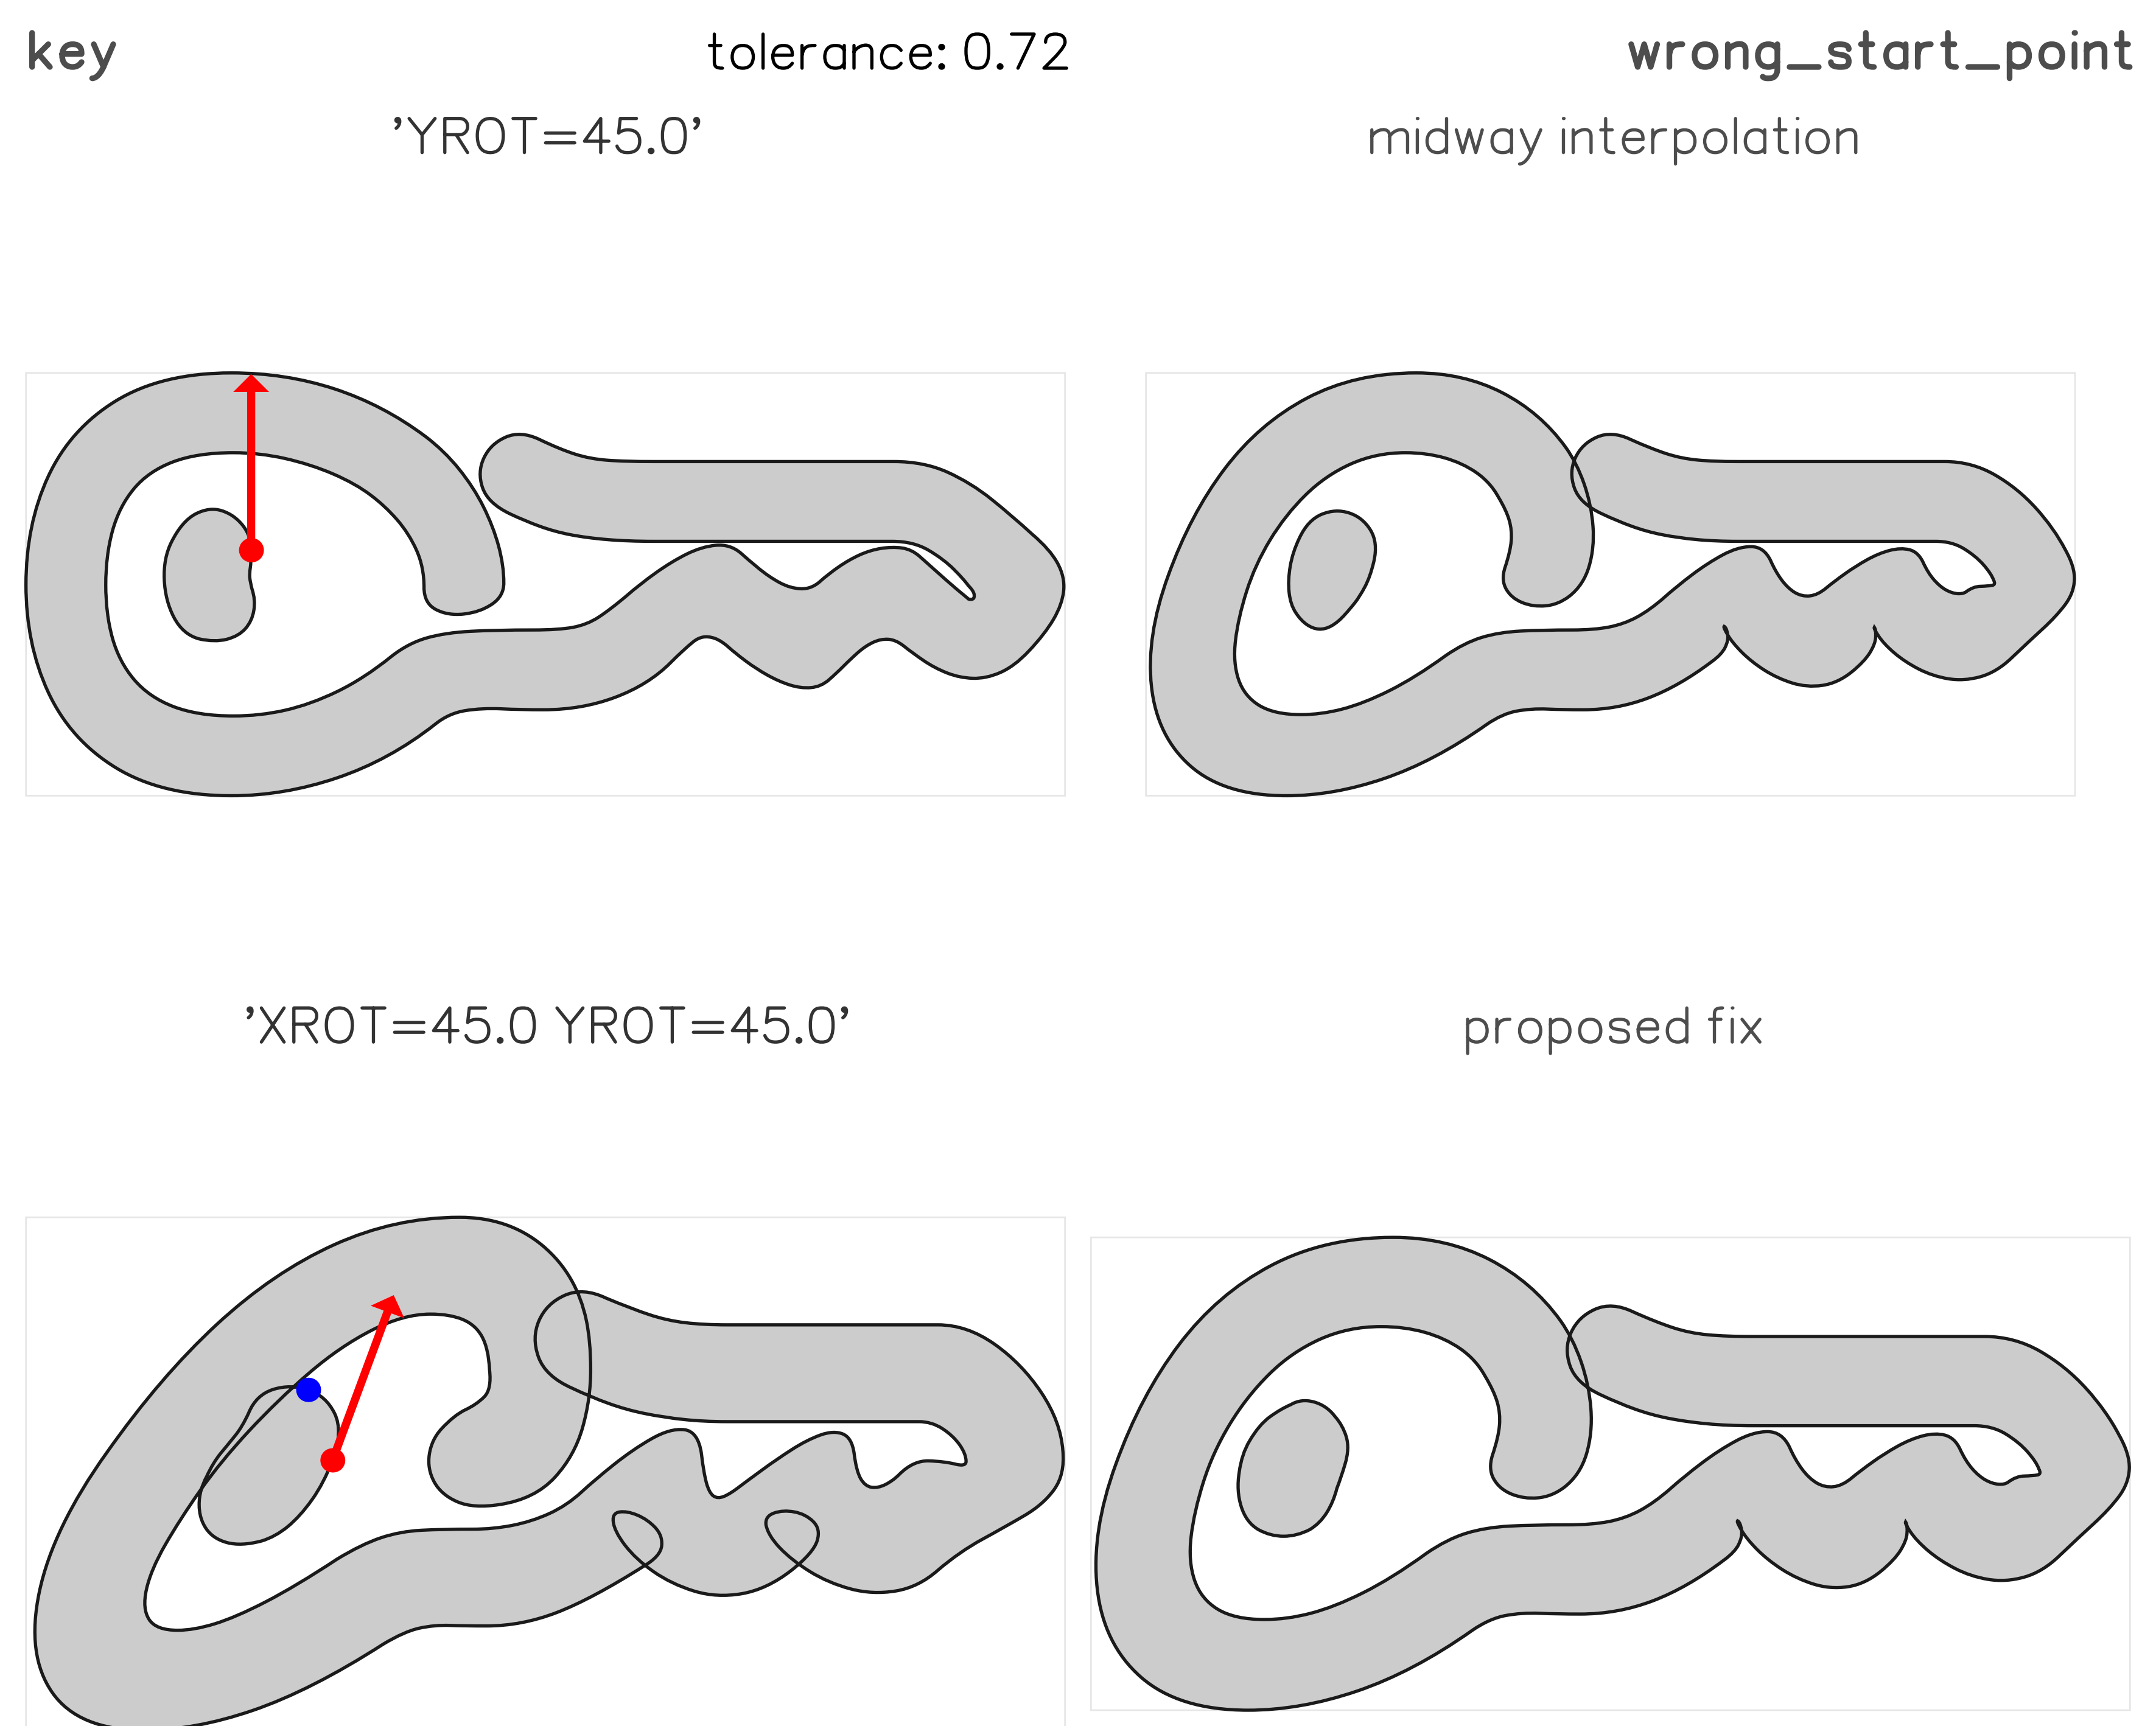 key
tolerance: 0.72
wrong_start_point
'YROT=45.0'
midway interpolation
'XROT=45.0 YROT=45.0'
proposed fix